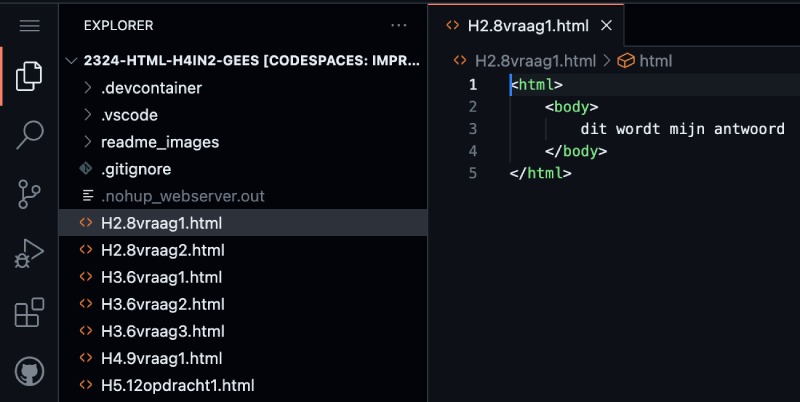 EXPLORER
2324-HTML-H4IN2-GEES [CODESPACES: IMPR...
.devcontainer
.vscode
readme_images
.gitignore
.nohup_webserver.out
H2.8vraag1.html
H2.8vraag2.html
H3.6vraag1.html
H3.6vraag2.html
H3.6vraag3.html
H4.9vraag1.html
H5.12opdracht1.html
H2.8vraag1.html
H2.8vraag1.html > html
1 <html>
2 <body>
3 dit wordt mijn antwoord
4 </body>
5 </html>